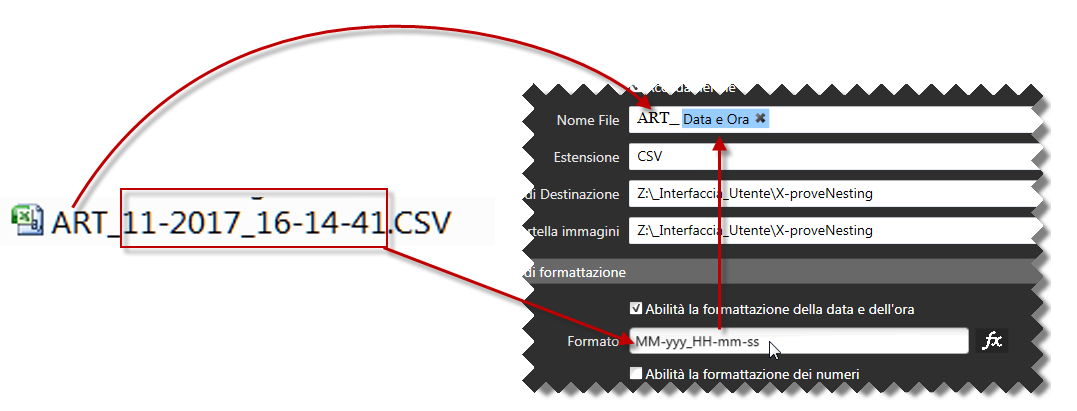 ART_11-2017_16-14-41.CSV
Nome File ART_ Data e Ora ✖
Estensione CSV
di Destinazione Z:\_Interfaccia_Utente\X-proveNesting
rtella immagini Z:\_Interfaccia_Utente\X-proveNesting
di formattazione
Abilità la formattazione della data e dell'ora
Formato MM-yyy_HH-mm-ss fx
Abilità la formattazione dei numeri